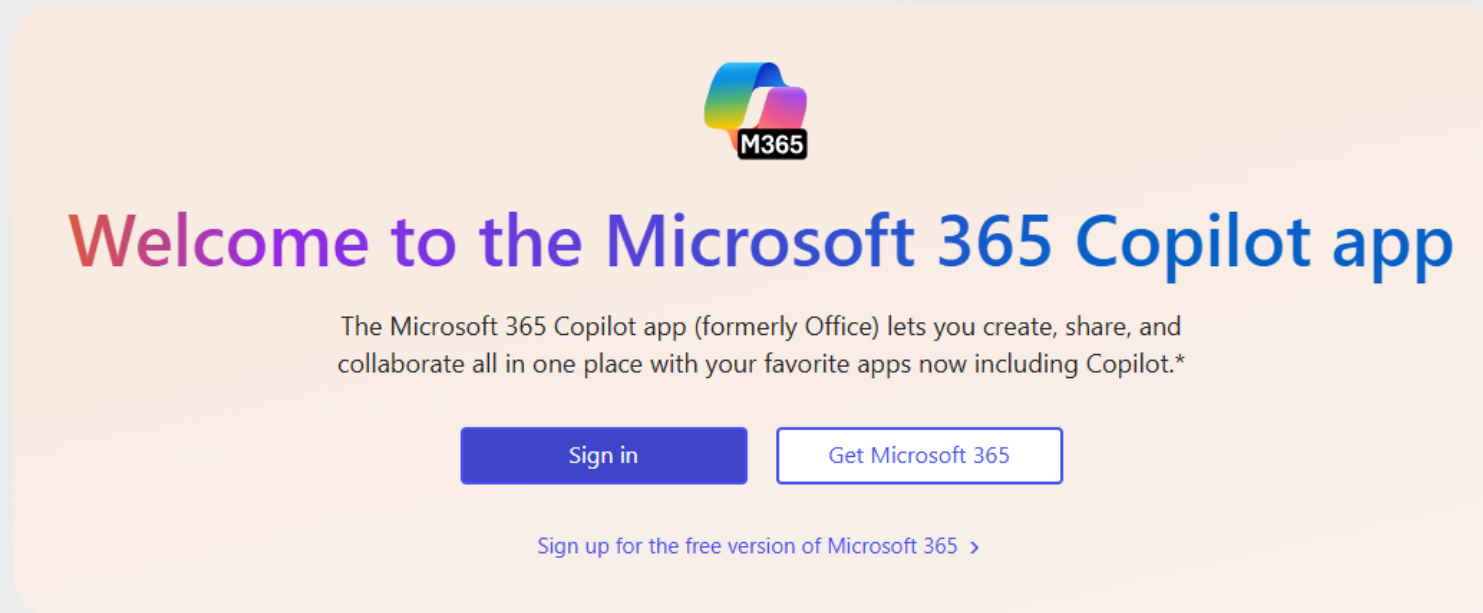 M365
Welcome to the Microsoft 365 Copilot app
The Microsoft 365 Copilot app (formerly Office) lets you create, share, and
collaborate all in one place with your favorite apps now including Copilot.*
Sign in
Get Microsoft 365
Sign up for the free version of Microsoft 365 >